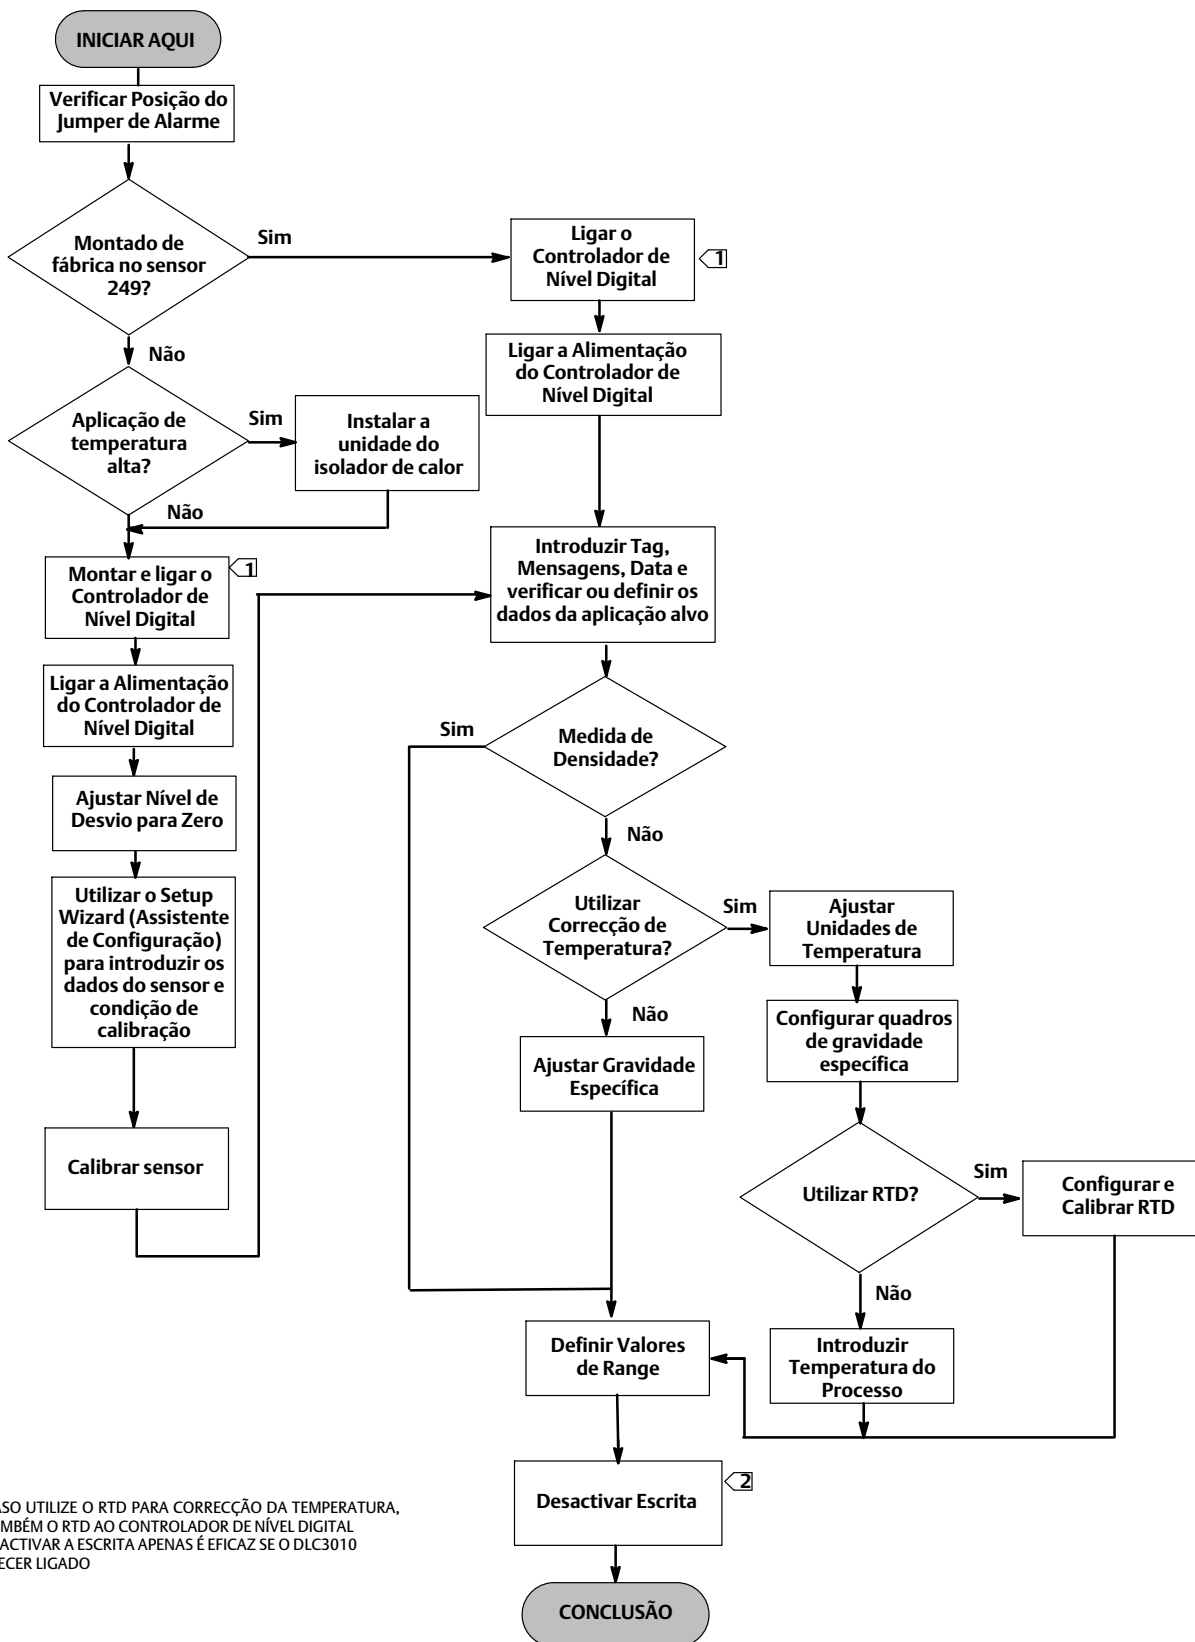 INICIAR AQUI
Verificar Posição do
Jumper de Alarme
Montado de
fábrica no sensor
249?
Sim
Ligar o
Controlador de
Nível Digital
1
Não
Ligar a Alimentação
do Controlador de
Nível Digital
Aplicação de
temperatura
alta?
Sim
Instalar a
unidade do
isolador de calor
Não
Montar e ligar o
Controlador de
Nível Digital
1
Introduzir Tag,
Mensagens, Data e
verificar ou definir os
dados da aplicação alvo
Ligar a Alimentação
do Controlador de
Nível Digital
Ajustar Nível de
Desvio para Zero
Utilizar o Setup
Wizard (Assistente
de Configuração)
para introduzir os
dados do sensor e
condição de
calibração
Calibrar sensor
Sim
Medida de
Densidade?
Não
Utilizar
Correcção de
Temperatura?
Sim
Ajustar
Unidades de
Temperatura
Não
Configurar quadros
de gravidade
específica
Ajustar Gravidade
Específica
Utilizar RTD?
Sim
Configurar e
Calibrar RTD
Não
Definir Valores
de Range
Introduzir
Temperatura do
Processo
Desactivar Escrita
2
ASO UTILIZE O RTD PARA CORRECÇÃO DA TEMPERATURA,
MBÉM O RTD AO CONTROLADOR DE NÍVEL DIGITAL
ACTIVAR A ESCRITA APENAS É EFICAZ SE O DLC3010
ECER LIGADO
CONCLUSÃO